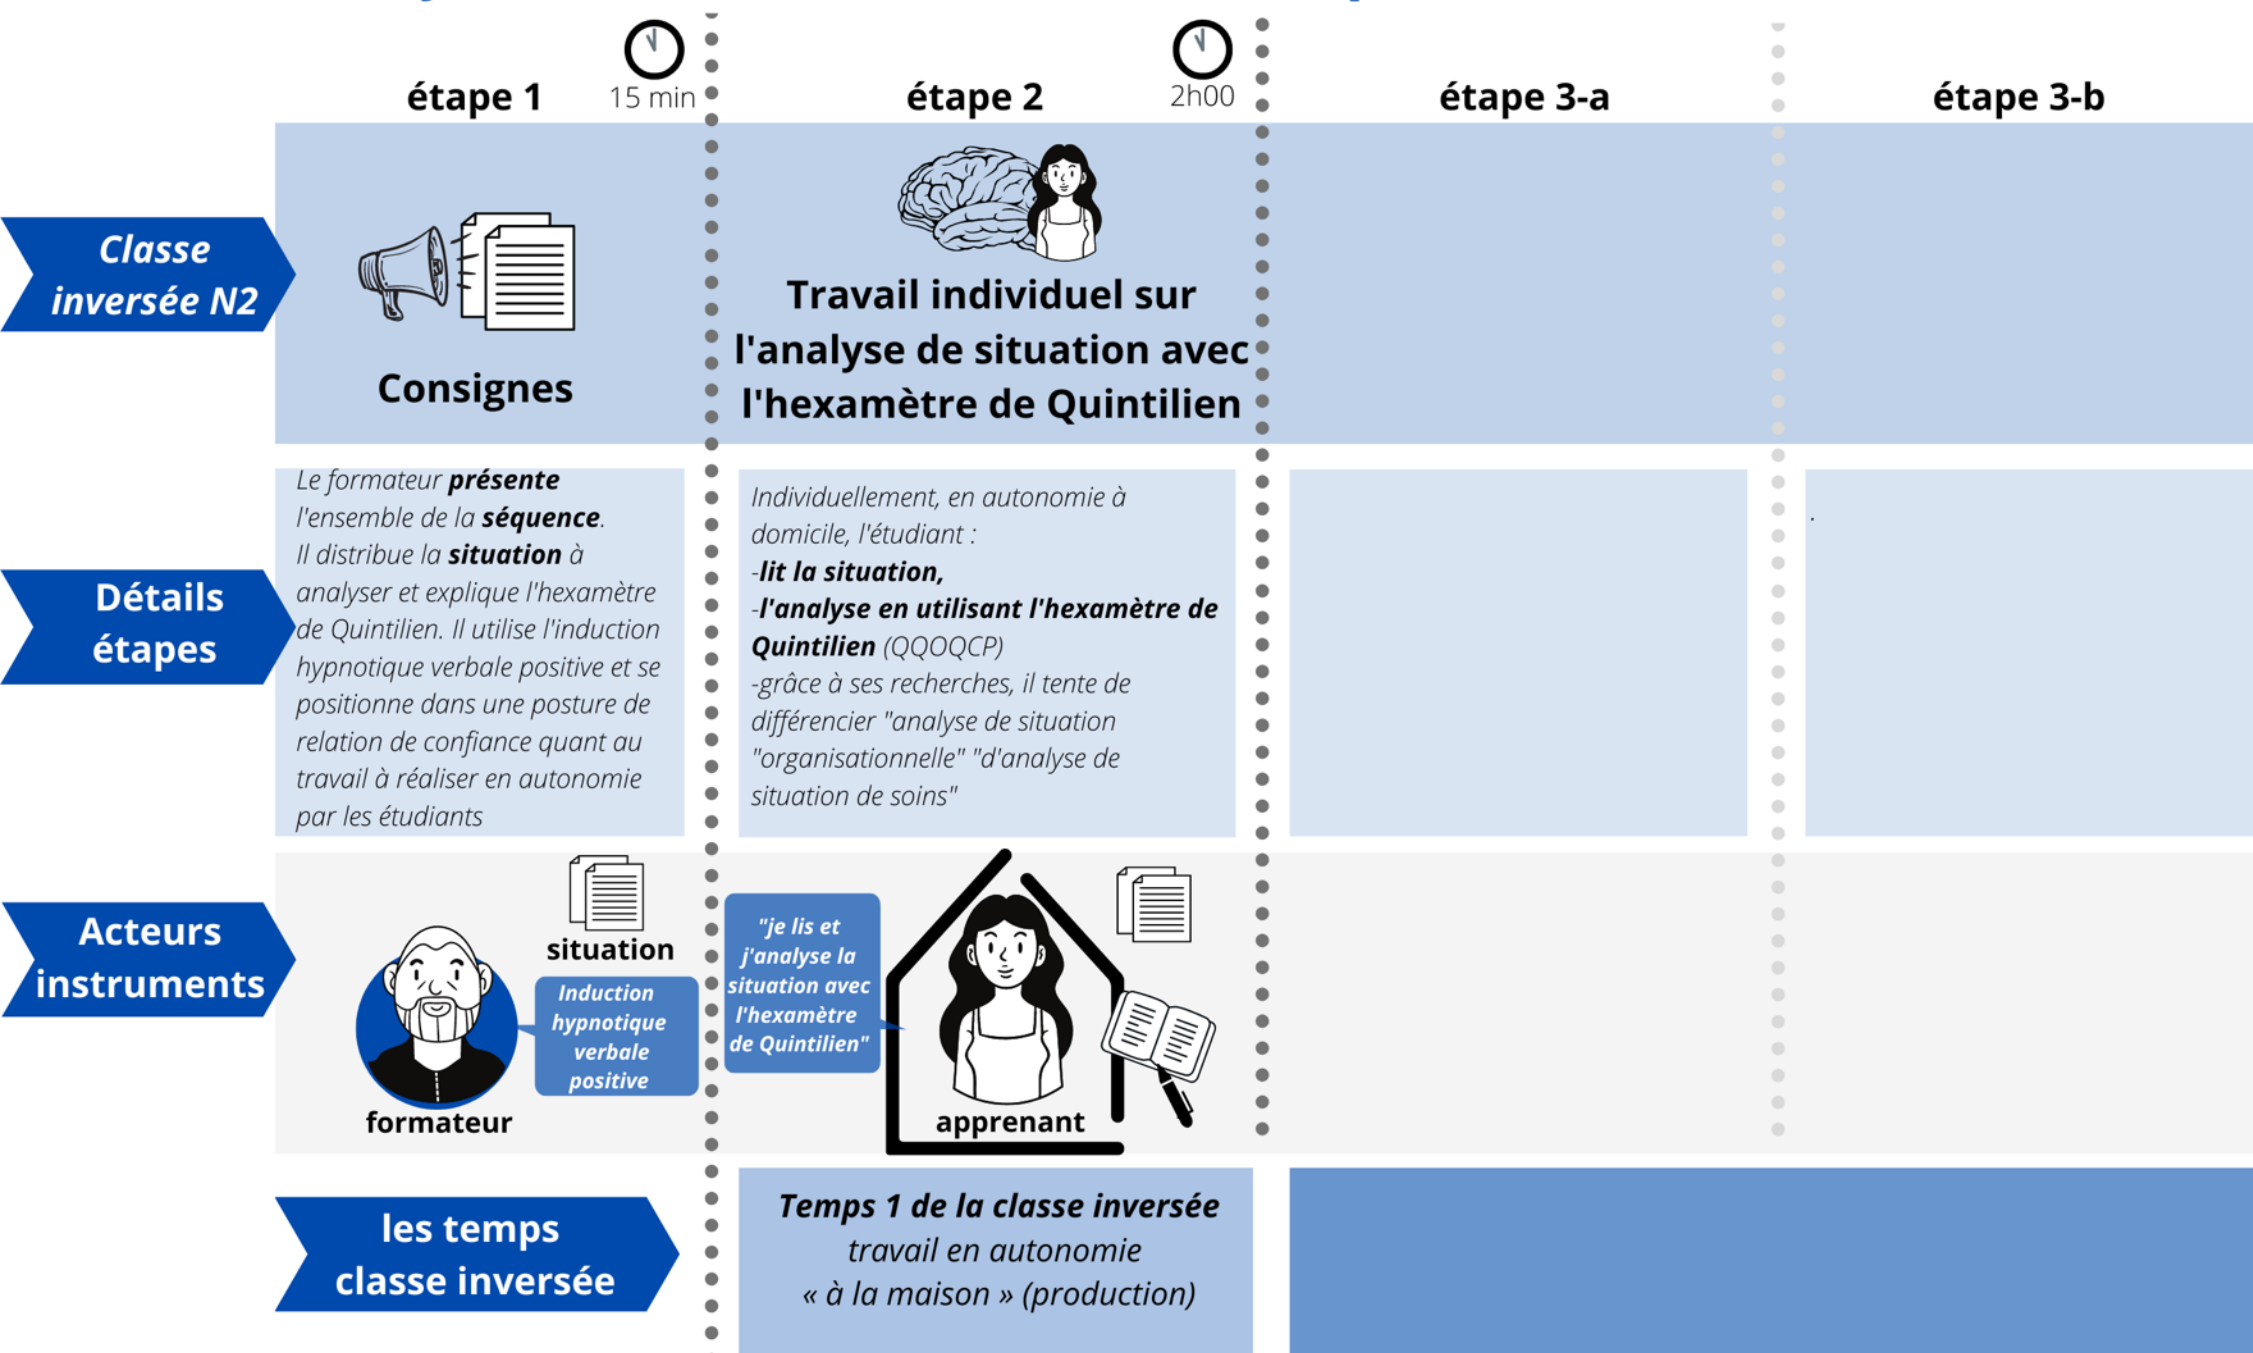 étape 1
15 min
étape 2
2h00
étape 3-a
étape 3-b
Classe
inversée N2
Consignes
Travail individuel sur
l'analyse de situation avec
l'hexamètre de Quintilien
Détails
étapes
Le formateur présente
l'ensemble de la séquence.
Il distribue la situation à
analyser et explique l'hexamètre
de Quintilien. Il utilise l'induction
hypnotique verbale positive et se
positionne dans une posture de
relation de confiance quant au
travail à réaliser en autonomie
par les étudiants
Individuellement, en autonomie à
domicile, l'étudiant :
-lit la situation,
-l'analyse en utilisant l'hexamètre de
Quintilien (QQOQCP)
-grâce à ses recherches, il tente de
différencier "analyse de situation
"organisationnelle" "d'analyse de
situation de soins"
.
Acteurs
instruments
situation
Induction
hypnotique
verbale
positive
formateur
"je lis et
j'analyse la
situation avec
l'hexamètre
de Quintilien"
apprenant
les temps
classe inversée
Temps 1 de la classe inversée
travail en autonomie
« à la maison » (production)